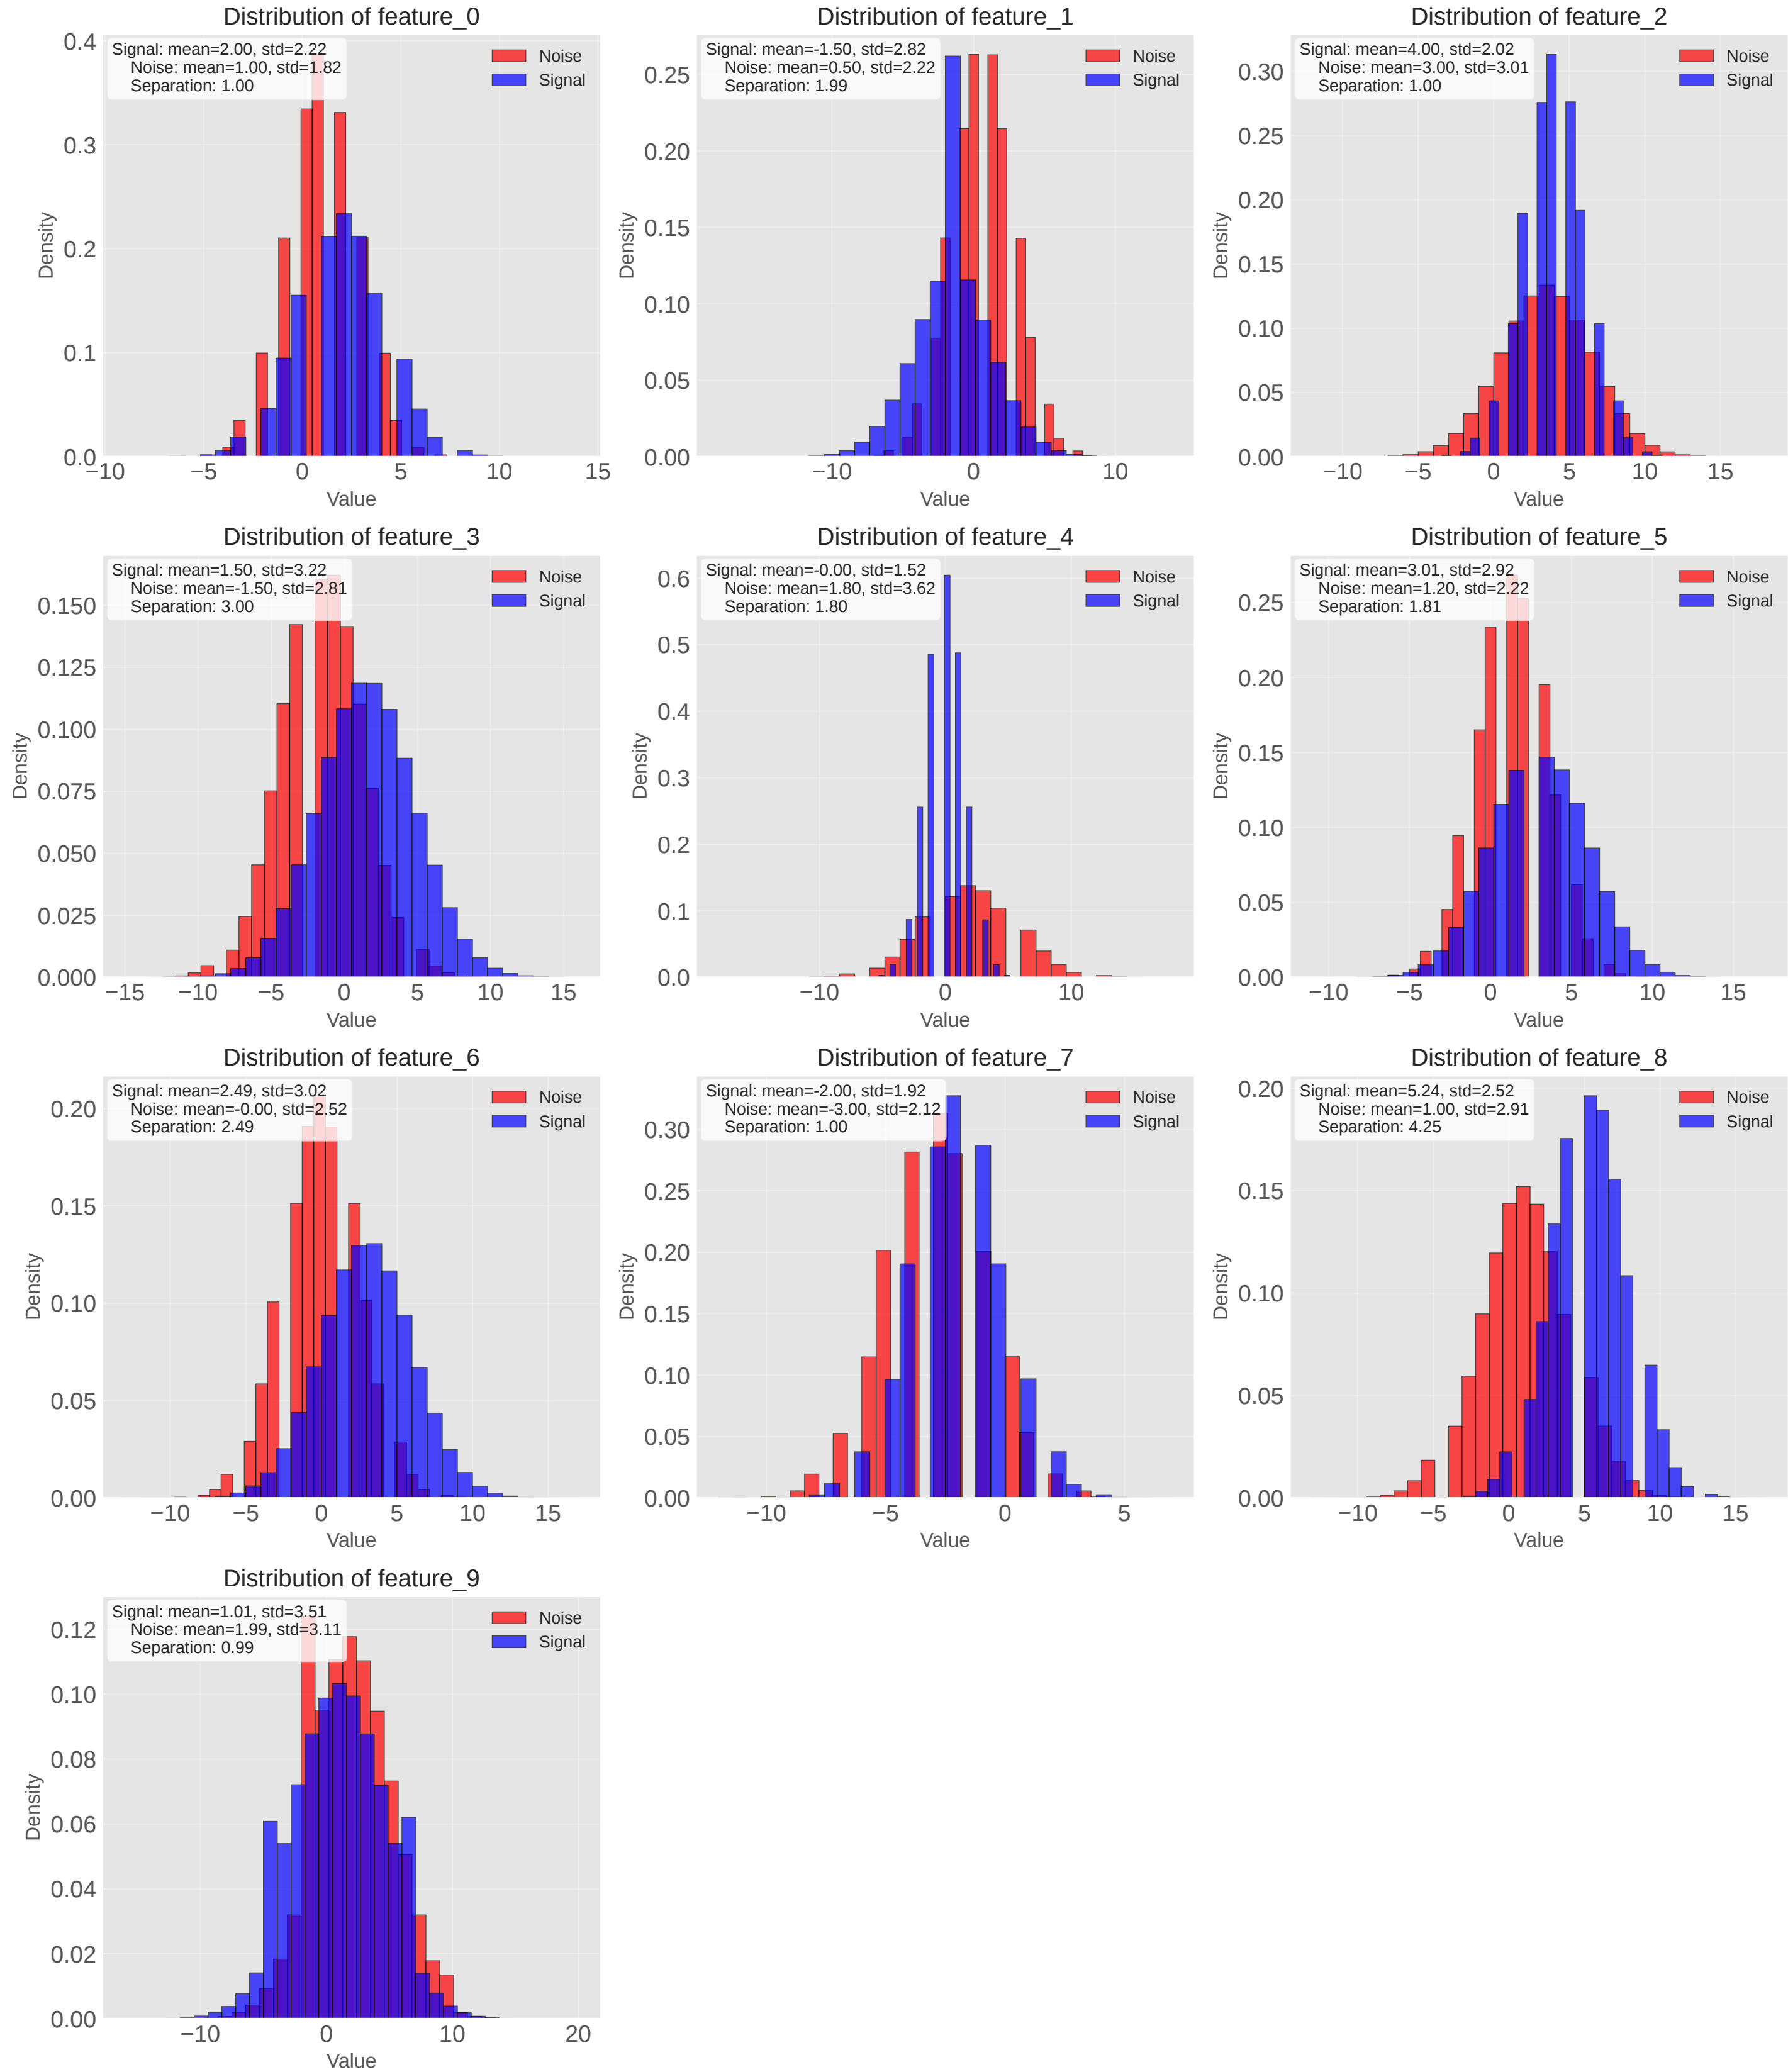 Distribution of feature_0
Signal: mean=2.00, std=2.22
Noise: mean=1.00, std=1.82
Separation: 1.00
Noise
Signal
Density
0.4
0.3
0.2
0.1
0.0
−10 −5 0 5 10 15
Value
Distribution of feature_1
Signal: mean=-1.50, std=2.82
Noise: mean=0.50, std=2.22
Separation: 1.99
Noise
Signal
Density
0.25
0.20
0.15
0.10
0.05
0.00
−10 0 10
Value
Distribution of feature_2
Signal: mean=4.00, std=2.02
Noise: mean=3.00, std=3.01
Separation: 1.00
Noise
Signal
Density
0.30
0.25
0.20
0.15
0.10
0.05
0.00
−10 −5 0 5 10 15
Value
Distribution of feature_3
Signal: mean=1.50, std=3.22
Noise: mean=-1.50, std=2.81
Separation: 3.00
Noise
Signal
Density
0.150
0.125
0.100
0.075
0.050
0.025
0.000
−15 −10 −5 0 5 10 15
Value
Distribution of feature_4
Signal: mean=-0.00, std=1.52
Noise: mean=1.80, std=3.62
Separation: 1.80
Noise
Signal
Density
0.6
0.5
0.4
0.3
0.2
0.1
0.0
−10 0 10
Value
Distribution of feature_5
Signal: mean=3.01, std=2.92
Noise: mean=1.20, std=2.22
Separation: 1.81
Noise
Signal
Density
0.25
0.20
0.15
0.10
0.05
0.00
−10 −5 0 5 10 15
Value
Distribution of feature_6
Signal: mean=2.49, std=3.02
Noise: mean=-0.00, std=2.52
Separation: 2.49
Noise
Signal
Density
0.20
0.15
0.10
0.05
0.00
−10 −5 0 5 10 15
Value
Distribution of feature_7
Signal: mean=-2.00, std=1.92
Noise: mean=-3.00, std=2.12
Separation: 1.00
Noise
Signal
Density
0.30
0.25
0.20
0.15
0.10
0.05
0.00
−10 −5 0 5
Value
Distribution of feature_8
Signal: mean=5.24, std=2.52
Noise: mean=1.00, std=2.91
Separation: 4.25
Noise
Signal
Density
0.20
0.15
0.10
0.05
0.00
−10 −5 0 5 10 15
Value
Distribution of feature_9
Signal: mean=1.01, std=3.51
Noise: mean=1.99, std=3.11
Separation: 0.99
Noise
Signal
Density
0.12
0.10
0.08
0.06
0.04
0.02
0.00
−10 0 10 20
Value